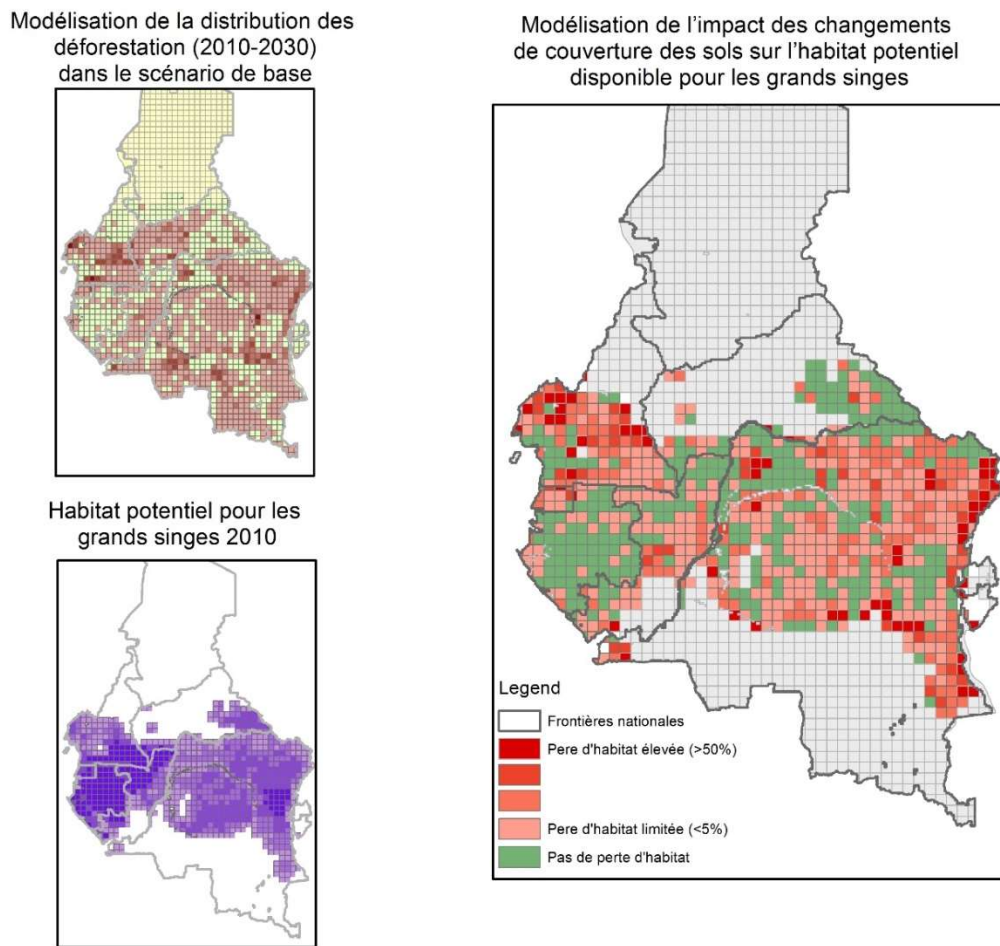 Modélisation de la distribution des
déforestation (2010-2030)
dans le scénario de base
Habitat potentiel pour les
grands singes 2010
Modélisation de l'impact des changements
de couverture des sols sur l'habitat potentiel
disponible pour les grands singes
Legend
Frontières nationales
Pere d'habitat élevée (>50%)
Pere d'habitat limitée (<5%)
Pas de perte d'habitat